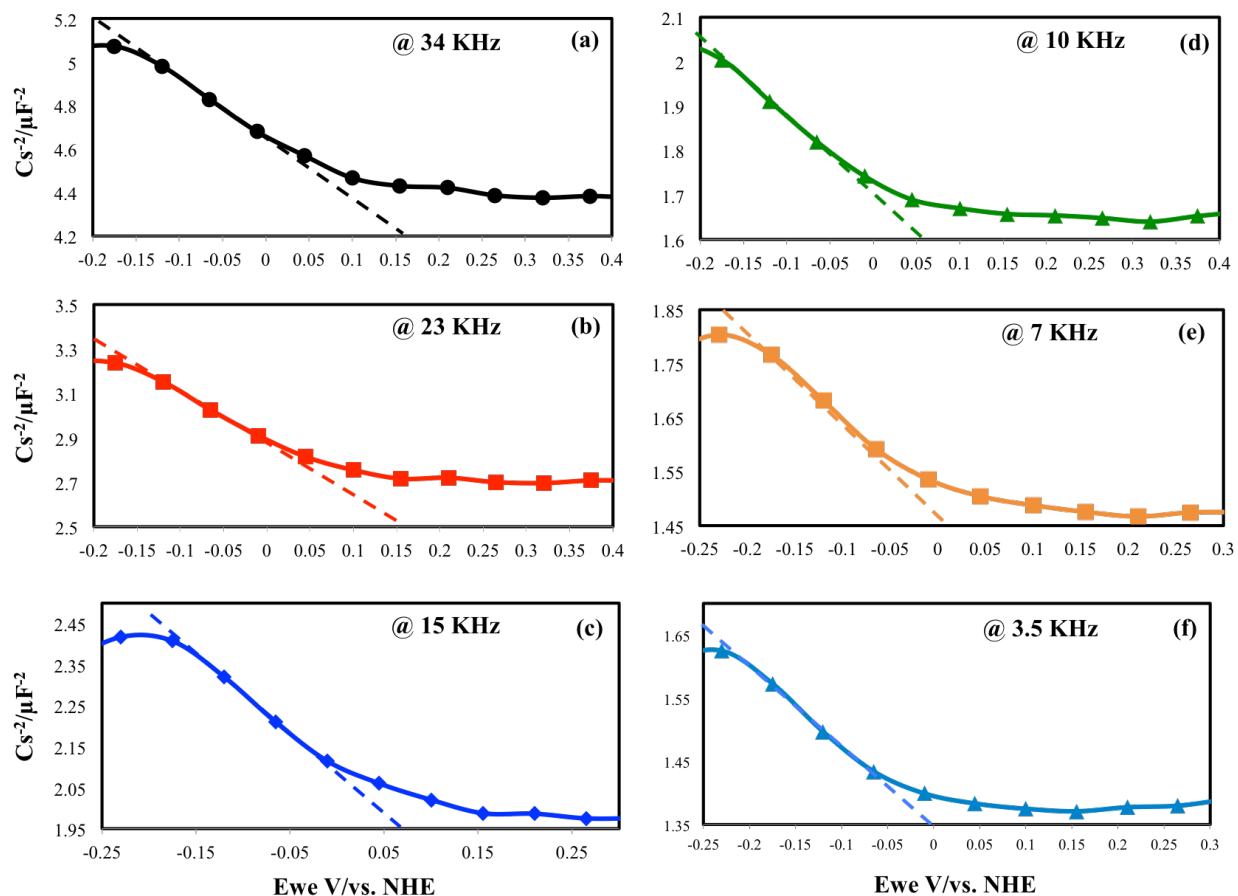 @ 34 KHz (a)
Cs⁻²/µF⁻²
5.2
5
4.8
4.6
4.4
4.2
-0.2 -0.15 -0.1 -0.05 0 0.05 0.1 0.15 0.2 0.25 0.3 0.35 0.4
@ 10 KHz (d)
2.1
2
1.9
1.8
1.7
1.6
-0.2 -0.15 -0.1 -0.05 0 0.05 0.1 0.15 0.2 0.25 0.3 0.35 0.4
@ 23 KHz (b)
Cs⁻²/µF⁻²
3.5
3.3
3.1
2.9
2.7
2.5
-0.2 -0.15 -0.1 -0.05 0 0.05 0.1 0.15 0.2 0.25 0.3 0.35 0.4
@ 7 KHz (e)
1.85
1.75
1.65
1.55
1.45
-0.25 -0.2 -0.15 -0.1 -0.05 0 0.05 0.1 0.15 0.2 0.25 0.3
@ 15 KHz (c)
Cs⁻²/µF⁻²
2.45
2.35
2.25
2.15
2.05
1.95
-0.25 -0.15 -0.05 0.05 0.15 0.25
Ewe V/vs. NHE
@ 3.5 KHz (f)
1.65
1.55
1.45
1.35
-0.25 -0.2 -0.15 -0.1 -0.05 0 0.05 0.1 0.15 0.2 0.25 0.3
Ewe V/vs. NHE